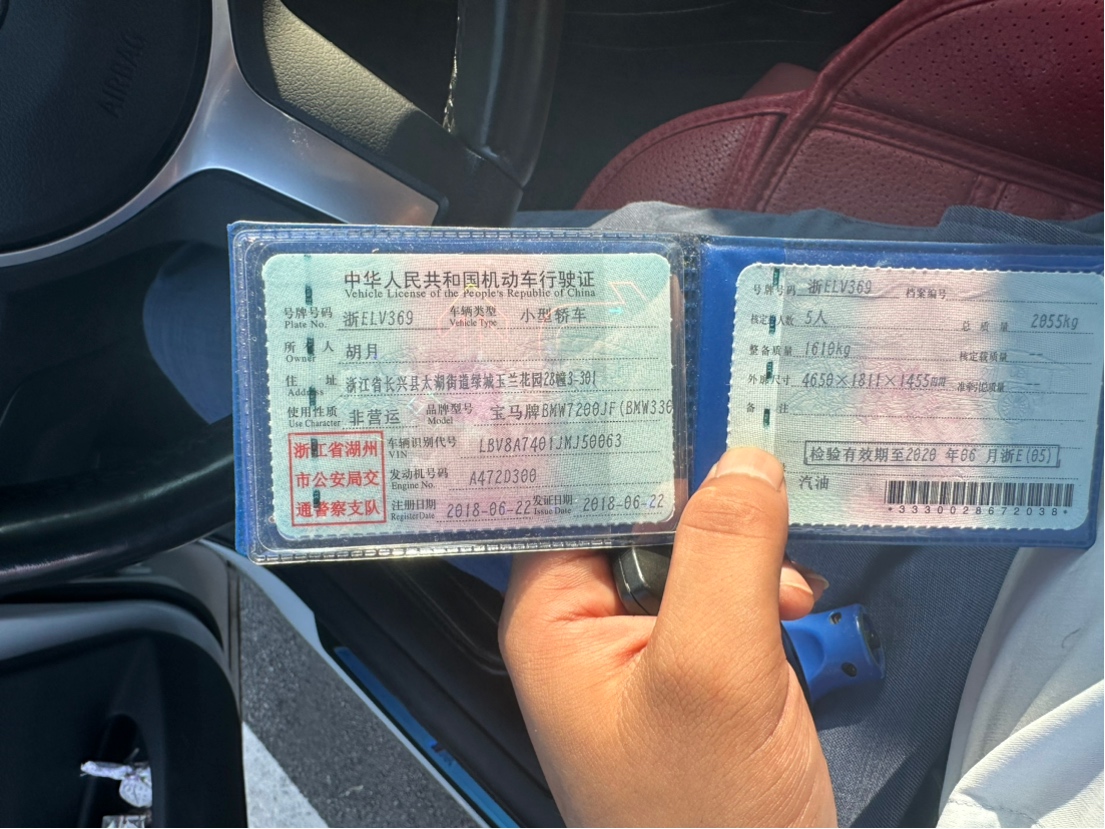 AIRBAG
中华人民共和国机动车行驶证
Vehicle License of the People's Republic of China
号牌号码 浙ELV369 车辆类型 小型轿车
Plate No. Vehicle Type
所有人 胡月
Owner
住址 浙江省长兴县太湖街道绿城玉兰花园28幢3-301
Address
使用性质 非营运 品牌型号 宝马牌BMW7200JF(BMW330
Use Character Model
浙江省湖州
市公安局交
通警察支队
车辆识别代号 LBV8A7401JMJ50063
VIN
发动机号码 A472D300
Engine No.
注册日期 2018-06-22 发证日期 2018-06-22
Register Date Issue Date
号牌号码 浙ELV369 档案编号
核定载人数 5人 总质量 2055kg
整备质量 1610kg 核定载质量 --
外廓尺寸 4650×1811×1455mm 准牵引总质量 --
备注
检验有效期至2020年06月浙E(05)
汽油
*3330028672038*